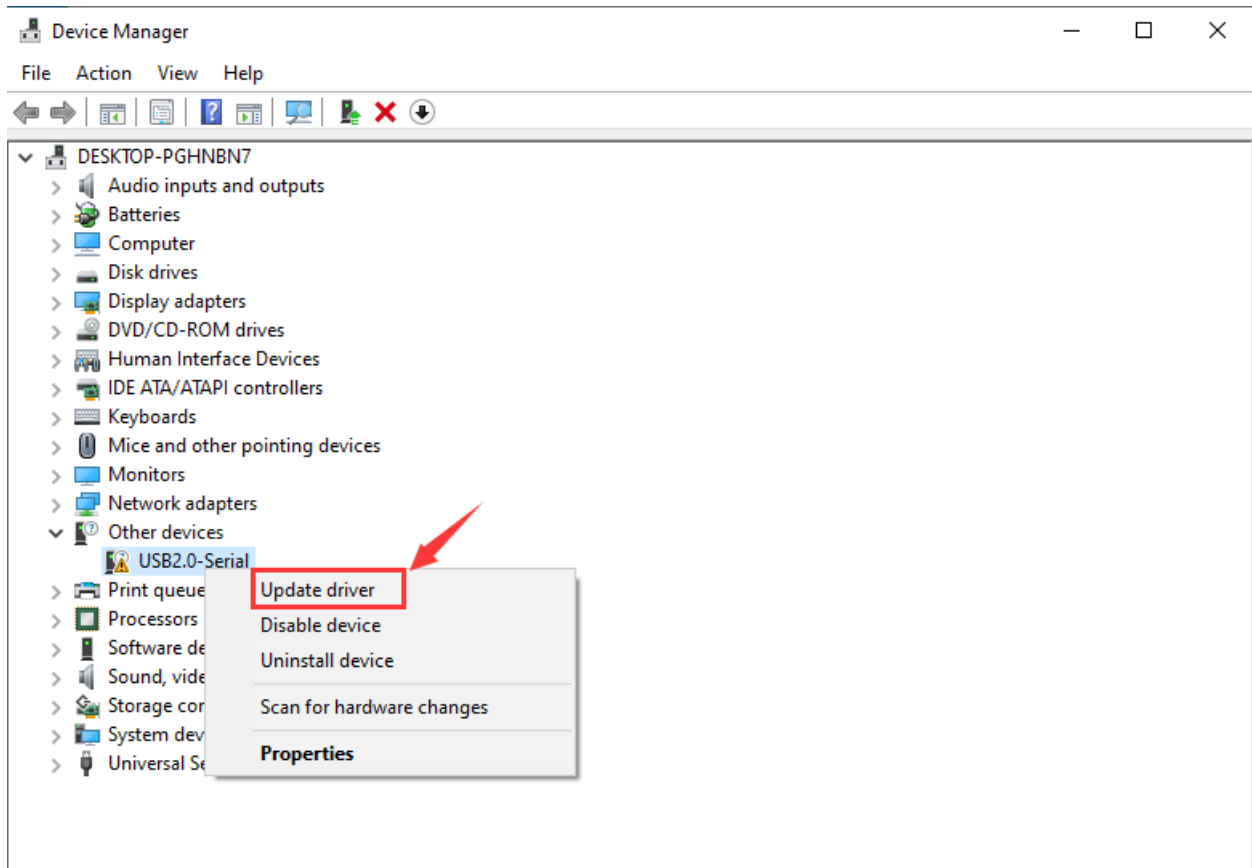 Device Manager
File Action View Help
DESKTOP-PGHNBN7
Audio inputs and outputs
Batteries
Computer
Disk drives
Display adapters
DVD/CD-ROM drives
Human Interface Devices
IDE ATA/ATAPI controllers
Keyboards
Mice and other pointing devices
Monitors
Network adapters
Other devices
USB2.0-Serial
Print queue
Update driver
Processors
Disable device
Software de
Uninstall device
Sound, vide
Storage cor
Scan for hardware changes
System dev
Properties
Universal Se